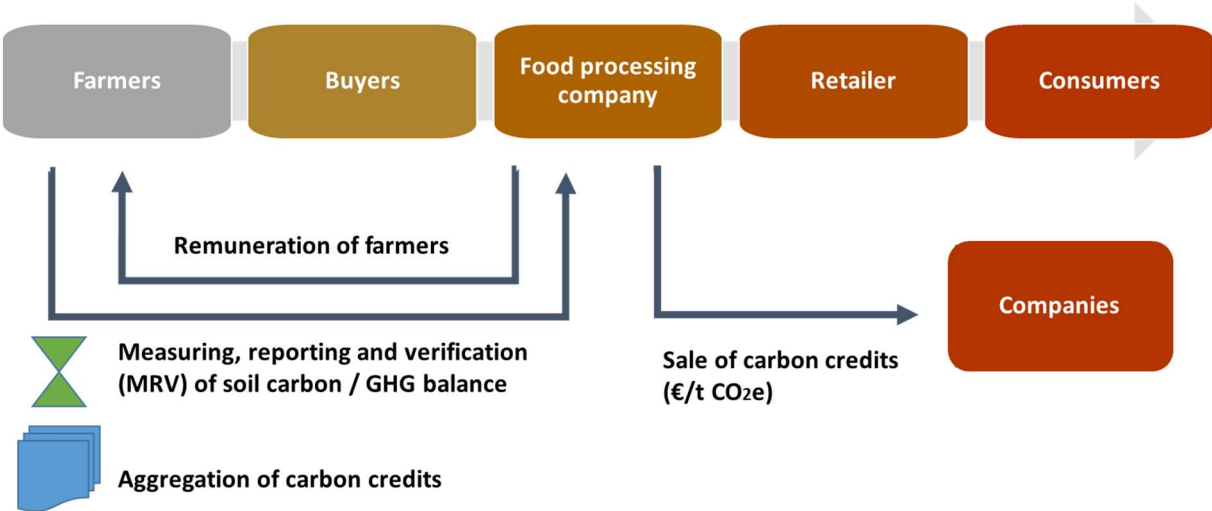 Farmers
Buyers
Food processing
company
Retailer
Consumers
Remuneration of farmers
Companies
Measuring, reporting and verification
(MRV) of soil carbon / GHG balance
Sale of carbon credits
(€/t CO2e)
Aggregation of carbon credits